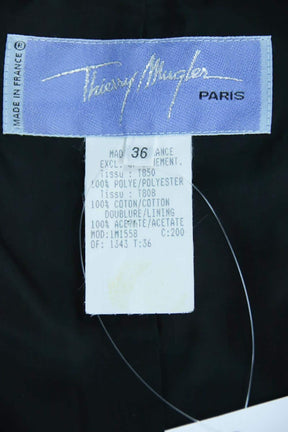 MADE IN FRANCE ®
Thierry Mugler
PARIS
36
MAD ANCE
EXCL EMENT.
Tissu : T850
100% POLYE/POLYESTER
Tissu : T808
100% COTON/COTTON
DOUBLURE/LINING
100% ACETATE/ACETATE
MOD: 1M1558 C:200
OF: 1343 T:36